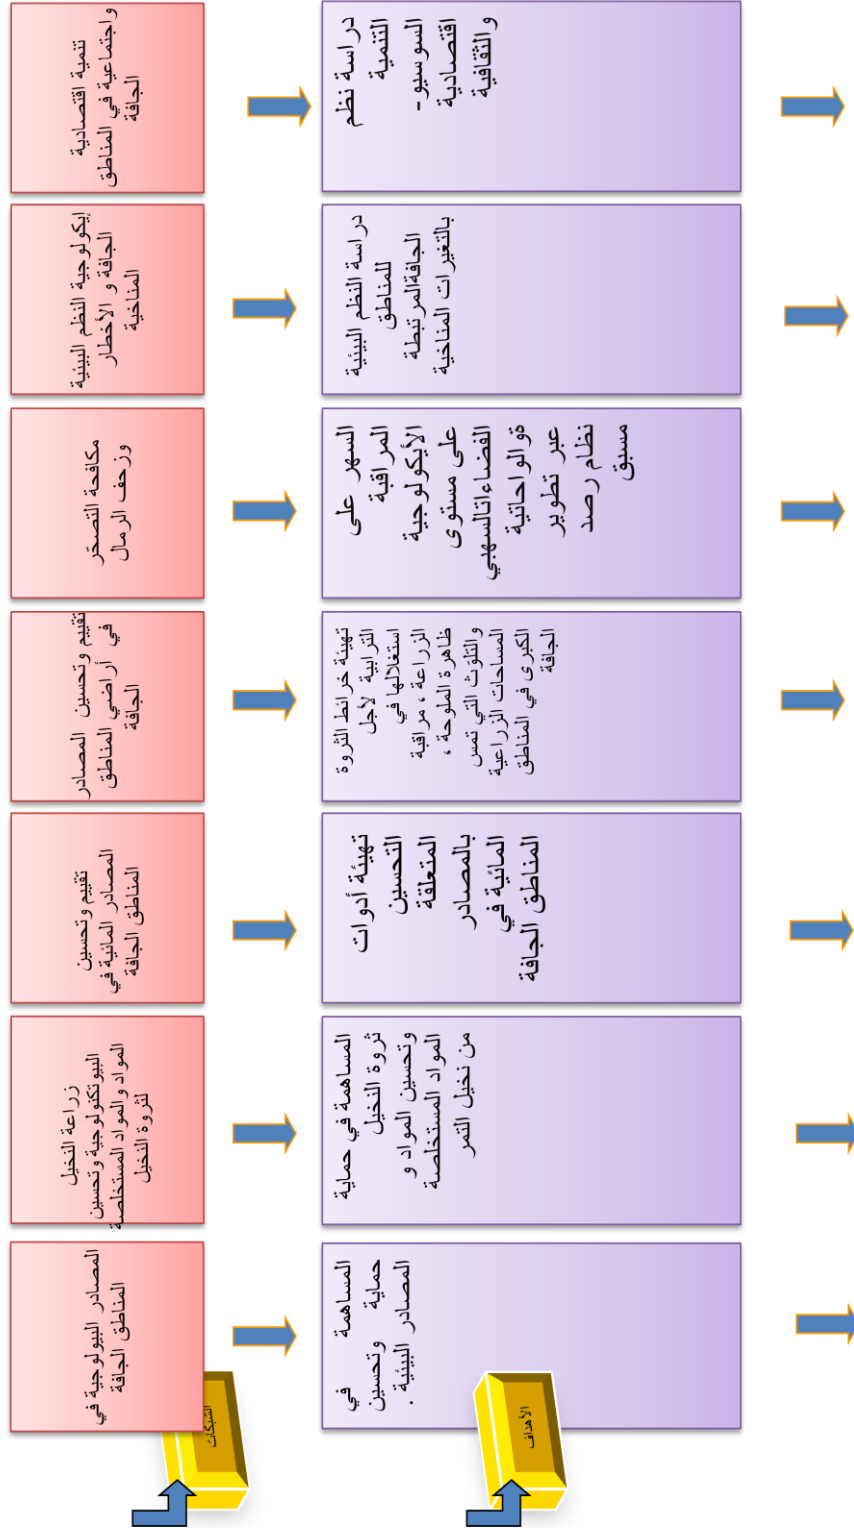 تنمية اقتصادية
واجتماعية في المناطق
الجافة
إيكولوجية النظم البيئية
الجافة و الأخطار
المناخية
مكافحة التصحّر
وزحف الرمال
تقييم وتحسين المصادر
في أراضي المناطق
الجافة
تقييم وتحسين
المصادر المائية في
المناطق الجافة
زراعة النخيل
البيوتكنولوجية وتحسين
المواد والمواد المستخلصة
لثروة النخيل
المصادر البيولوجية في
المناطق الجافة
الشبكات
دراسة نظم
التنمية
السوسيو-
اقتصادية
والثقافية
دراسة النظم البيئية
للمناطق
الجافةالمرتبطة
بالتغيرات المناخية
السهر على
المراقبة
الأيكولوجية
على مستوى
الفضاءاتالسهبي
ةوالواحاتية
عبر تطوير
نظام رصد
مسبق
تهيئة خرائط الثروة
الترابية لأجل
استغلالها في
الزراعة ، مراقبة
ظاهرة الملوحة ،
والتلوث التي تمس
المساحات الزراعية
الكبرى في المناطق
الجافة
تهيئة أدوات
التحسين
المتعلقة
بالمصادر
المائية في
المناطق الجافة
المساهمة في حماية
ثروة النخيل
وتحسين المواد و
المواد المستخلصة
من نخيل التمر
المساهمة في
حماية وتحسين
المصادر البيئية .
الأهداف